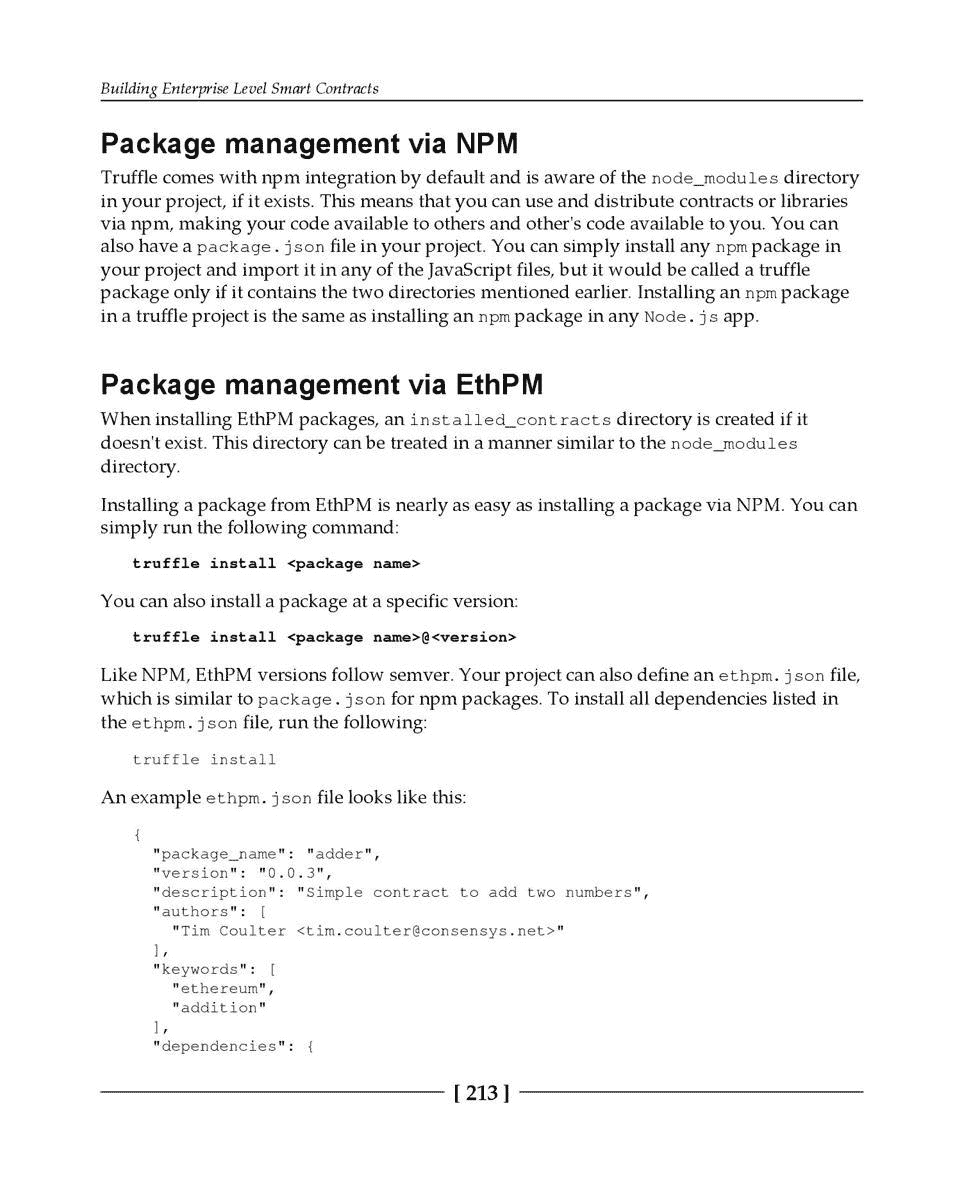 Building Enterprise Level Smart Contracts
Package management via NPM
Truffle comes with npm integration by default and is aware of the node_modules directory
in your project, if it exists. This means that you can use and distribute contracts or libraries
via npm, making your code available to others and other's code available to you. You can
also have a package.json file in your project. You can simply install any npm package in
your project and import it in any of the JavaScript files, but it would be called a truffle
package only if it contains the two directories mentioned earlier. Installing an npm package
in a truffle project is the same as installing an npm package in any Node.js app.
Package management via EthPM
When installing EthPM packages, an installed_contracts directory is created if it
doesn't exist. This directory can be treated in a manner similar to the node_modules
directory.
Installing a package from EthPM is nearly as easy as installing a package via NPM. You can
simply run the following command:
truffle install <package name>
You can also install a package at a specific version:
truffle install <package name>@<version>
Like NPM, EthPM versions follow semver. Your project can also define an ethpm.json file,
which is similar to package.json for npm packages. To install all dependencies listed in
the ethpm.json file, run the following:
truffle install
An example ethpm.json file looks like this:
{
"package_name": "adder",
"version": "0.0.3",
"description": "Simple contract to add two numbers",
"authors": [
"Tim Coulter <tim.coulter@consensys.net>"
],
"keywords": [
"ethereum",
"addition"
],
"dependencies": {
[ 213 ]